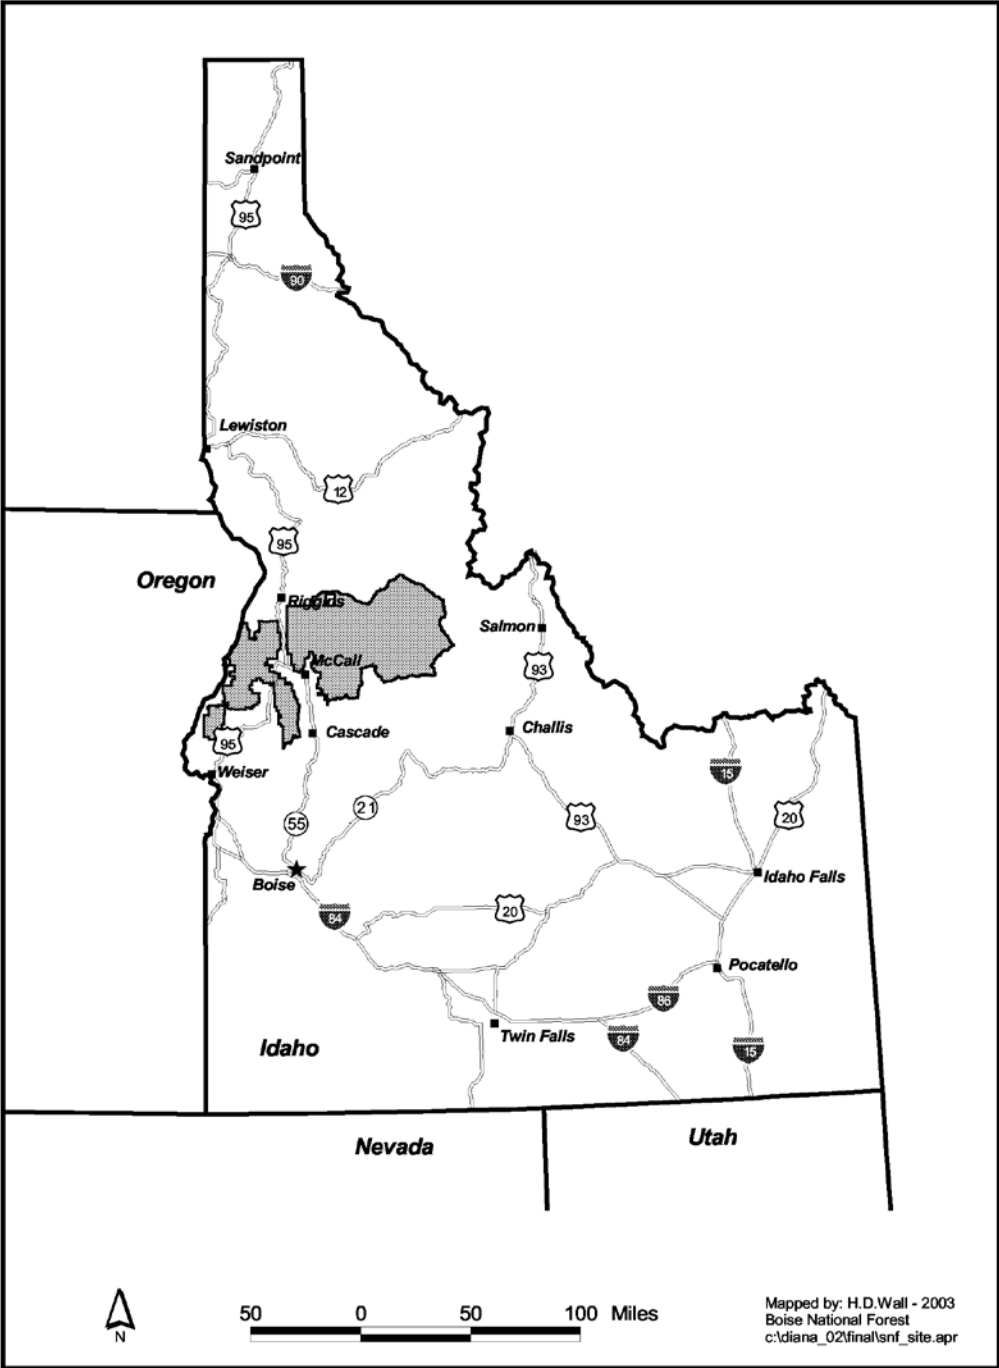 Sandpoint
95
90
Lewiston
12
95
Oregon
Riggins
Salmon
McCall
93
Challis
Cascade
95
Weiser
15
21
55
93
20
Boise
Idaho Falls
84
20
Pocatello
86
Twin Falls
84
15
Idaho
Nevada
Utah
N
50 0 50 100 Miles
Mapped by: H.D.Wall - 2003
Boise National Forest
c:\diana_02\final\snf_site.apr